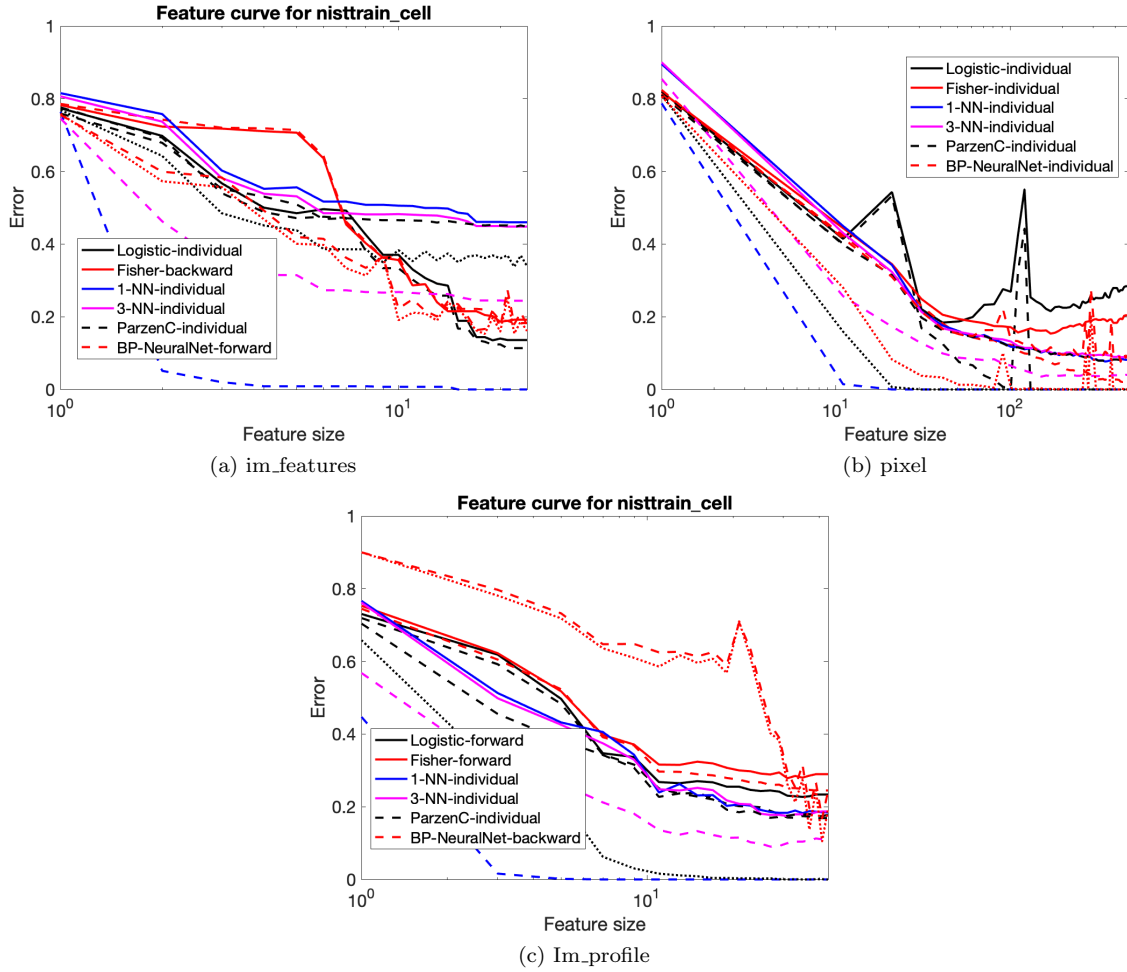 Feature curve for nisttrain_cell
Error
1
0.8
0.6
0.4
0.2
0
Logistic-individual
Fisher-backward
1-NN-individual
3-NN-individual
ParzenC-individual
BP-NeuralNet-forward
10^0
10^1
Feature size
(a) im_features
Error
1
0.8
0.6
0.4
0.2
0
Logistic-individual
Fisher-individual
1-NN-individual
3-NN-individual
ParzenC-individual
BP-NeuralNet-individual
10^0
10^1
10^2
Feature size
(b) pixel
Feature curve for nisttrain_cell
Error
1
0.8
0.6
0.4
0.2
0
Logistic-forward
Fisher-forward
1-NN-individual
3-NN-individual
ParzenC-individual
BP-NeuralNet-backward
10^0
10^1
Feature size
(c) Im_profile